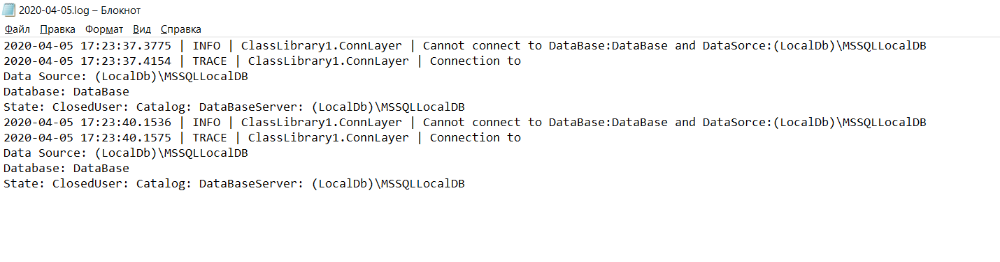 2020-04-05.log – Блокнот
Файл Правка Формат Вид Справка
2020-04-05 17:23:37.3775 | INFO | ClassLibrary1.ConnLayer | Cannot connect to DataBase:DataBase and DataSorce:(LocalDb)\MSSQLLocalDB
2020-04-05 17:23:37.4154 | TRACE | ClassLibrary1.ConnLayer | Connection to
Data Source: (LocalDb)\MSSQLLocalDB
Database: DataBase
State: ClosedUser: Catalog: DataBaseServer: (LocalDb)\MSSQLLocalDB
2020-04-05 17:23:40.1536 | INFO | ClassLibrary1.ConnLayer | Cannot connect to DataBase:DataBase and DataSorce:(LocalDb)\MSSQLLocalDB
2020-04-05 17:23:40.1575 | TRACE | ClassLibrary1.ConnLayer | Connection to
Data Source: (LocalDb)\MSSQLLocalDB
Database: DataBase
State: ClosedUser: Catalog: DataBaseServer: (LocalDb)\MSSQLLocalDB